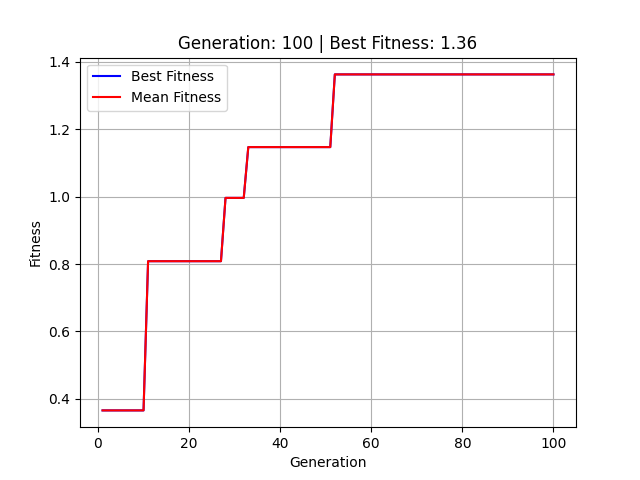 Generation: 100 | Best Fitness: 1.36
Best Fitness
Mean Fitness
Fitness
1.4
1.2
1.0
0.8
0.6
0.4
0 20 40 60 80 100
Generation